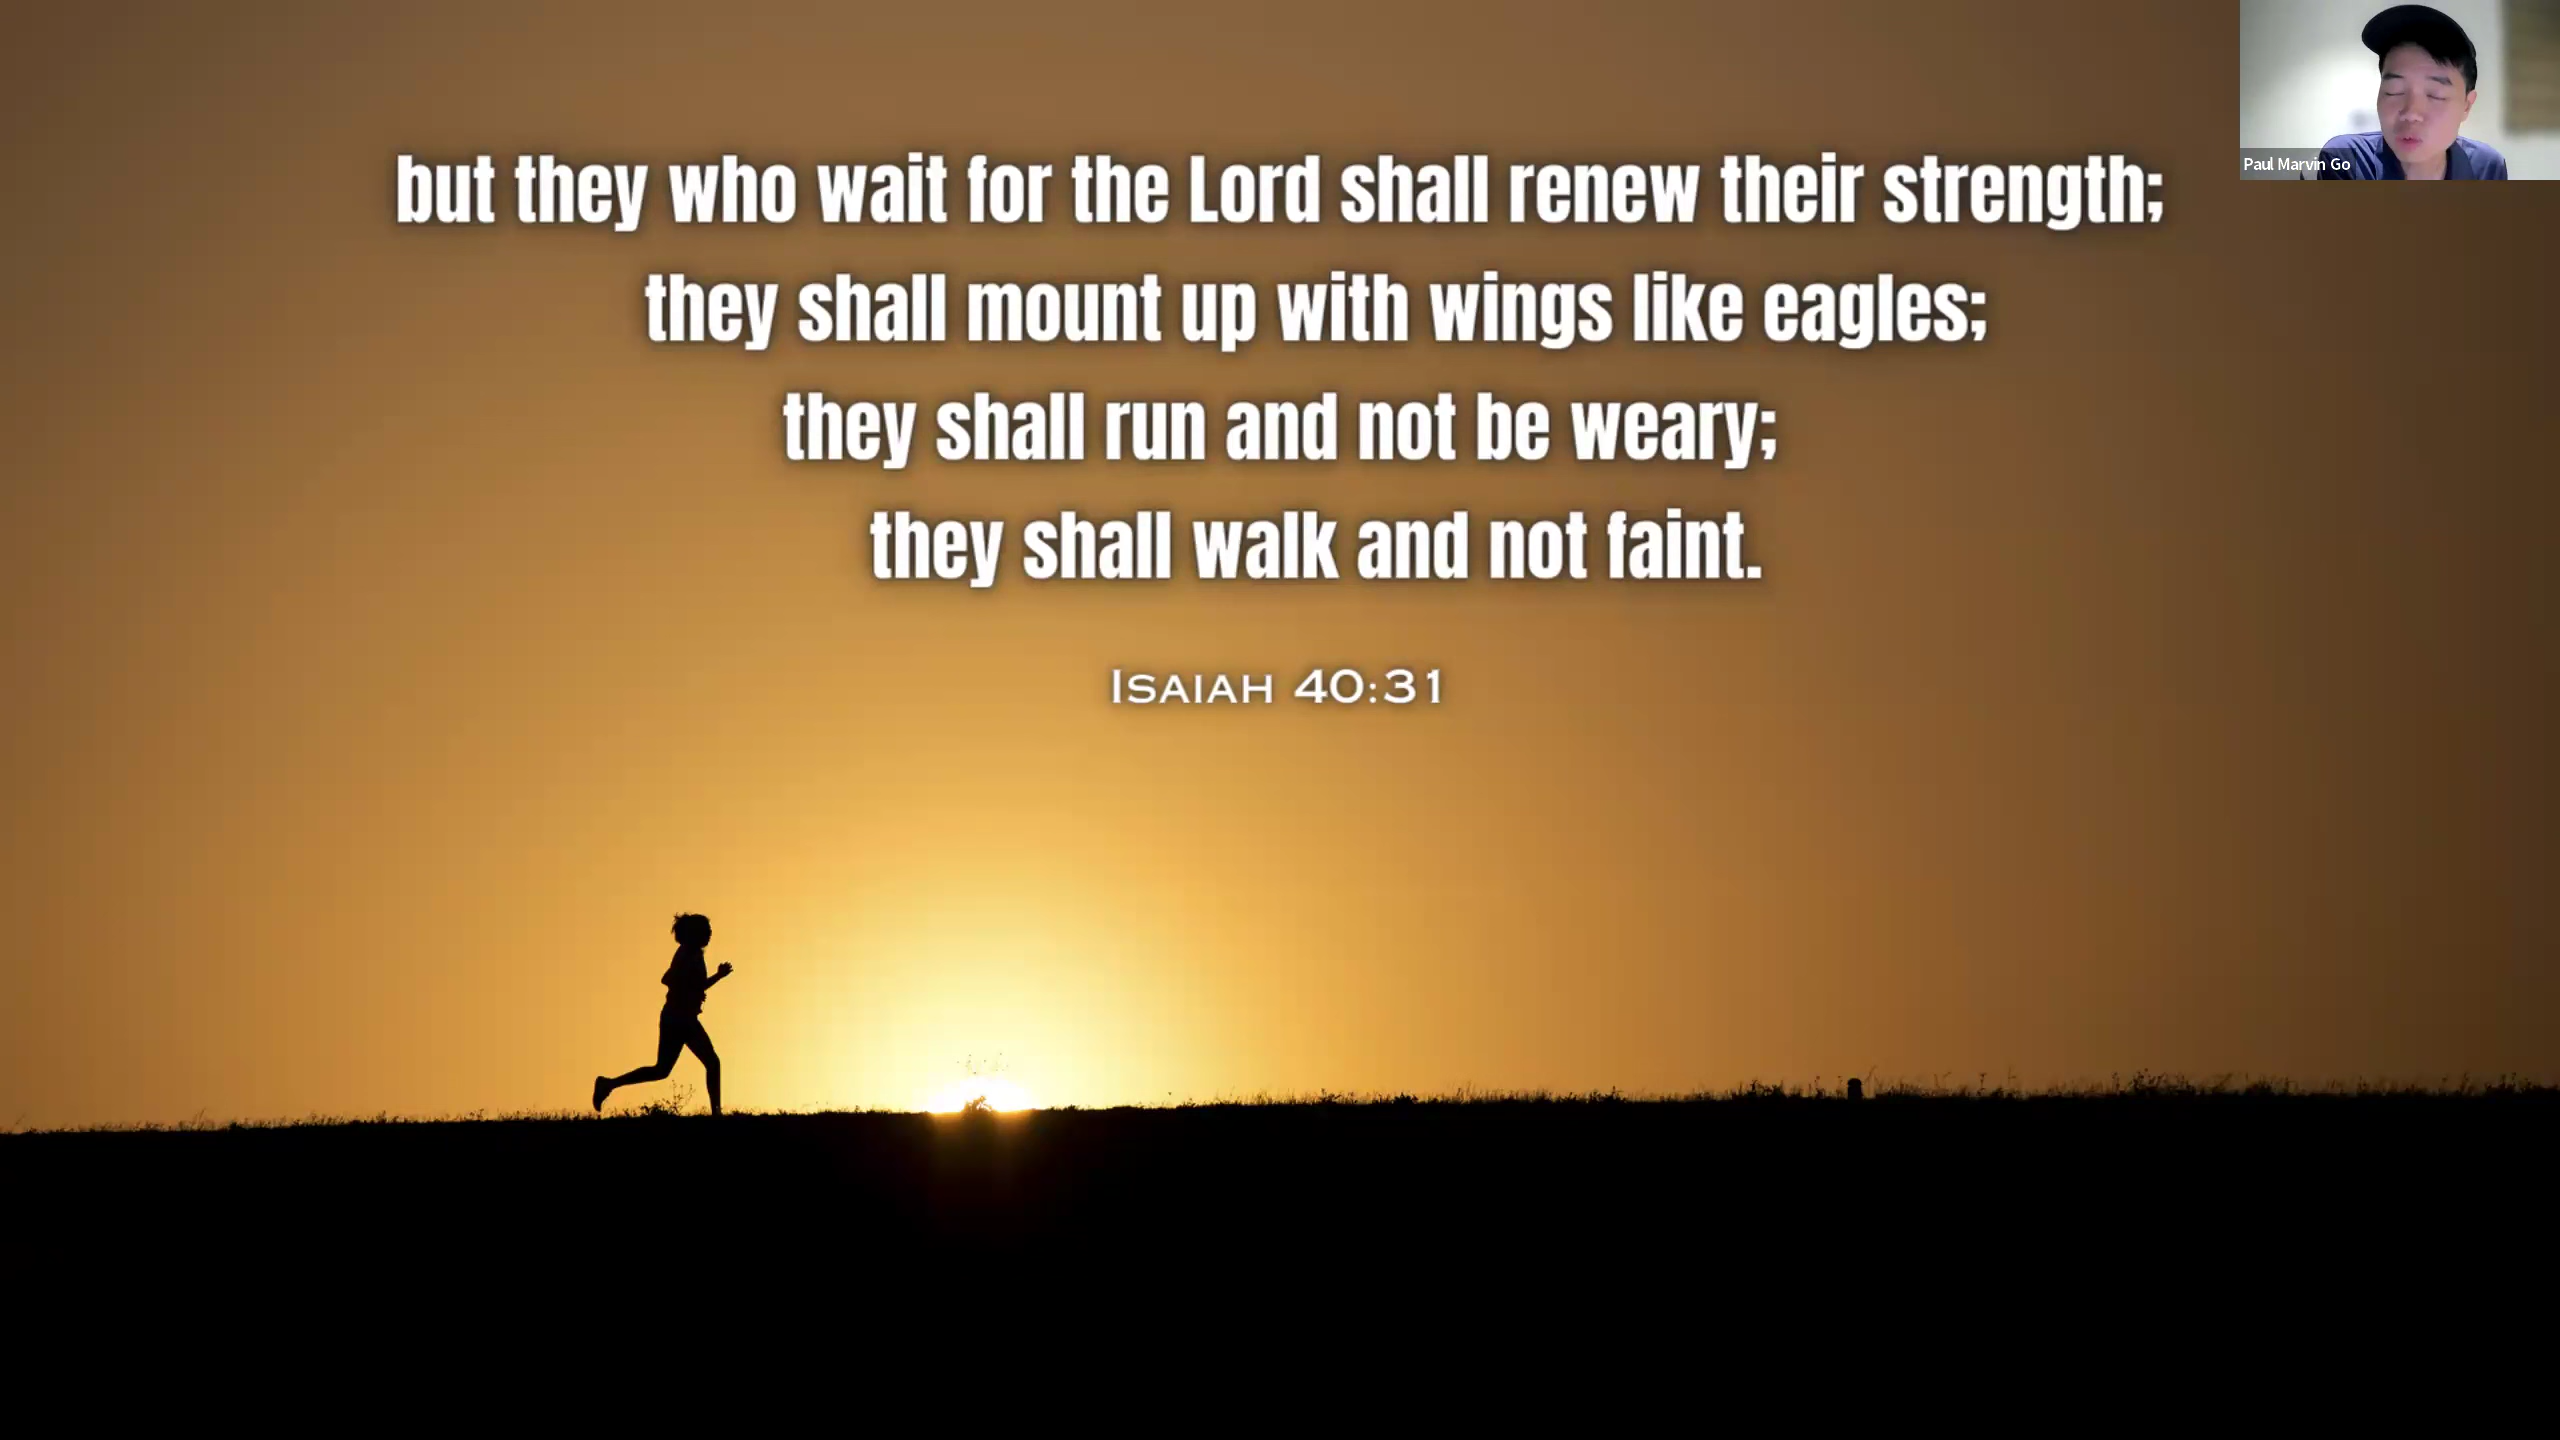 but they who wait for the Lord shall renew their strength;
they shall mount up with wings like eagles;
they shall run and not be weary;
they shall walk and not faint.
Isaiah 40:31
Paul Marvin Go